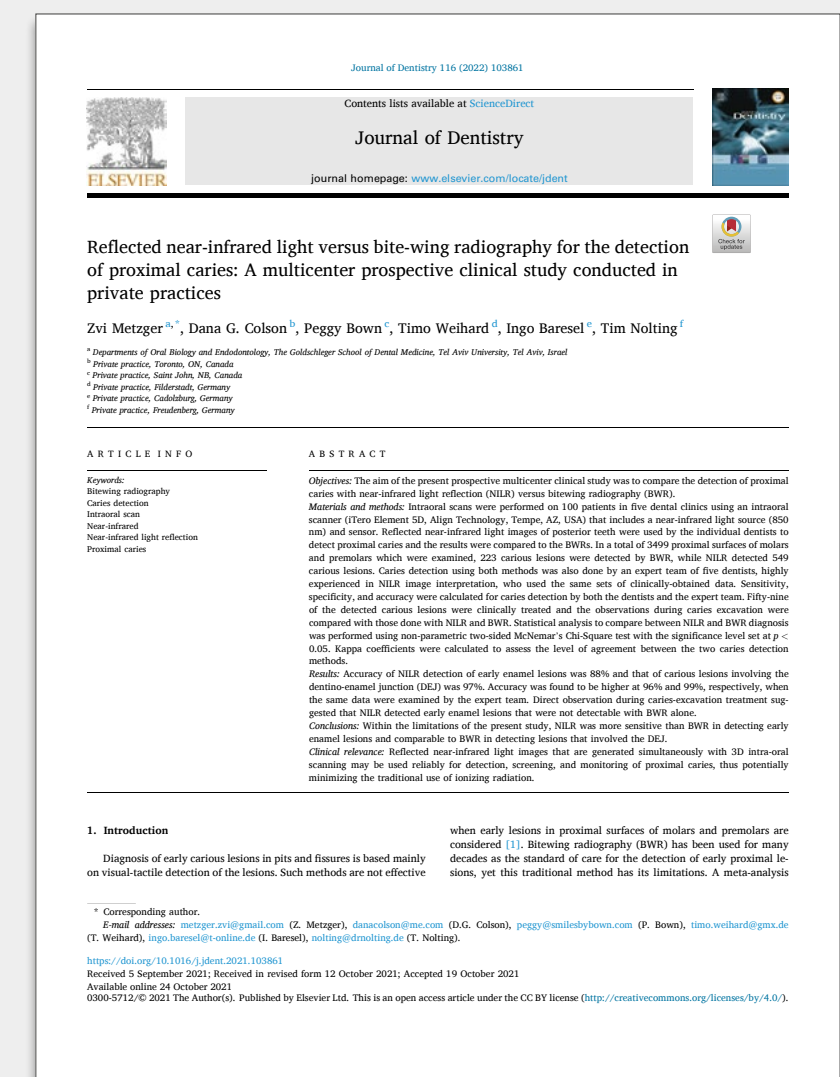 Journal of Dentistry 116 (2022) 103861
Contents lists available at ScienceDirect
Journal of Dentistry
journal homepage: www.elsevier.com/locate/jdent
ELSEVIER
Dentistry
Check for
updates
Reflected near-infrared light versus bite-wing radiography for the detection
of proximal caries: A multicenter prospective clinical study conducted in
private practices
Zvi Metzger a,*, Dana G. Colson b, Peggy Bown c, Timo Weihard d, Ingo Baresel e, Tim Nolting f
a Departments of Oral Biology and Endodontology, The Goldschleger School of Dental Medicine, Tel Aviv University, Tel Aviv, Israel
b Private practice, Toronto, ON, Canada
c Private practice, Saint John, NB, Canada
d Private practice, Filderstadt, Germany
e Private practice, Cadolzburg, Germany
f Private practice, Freudenberg, Germany
ARTICLE INFO
Keywords:
Bitewing radiography
Caries detection
Intraoral scan
Near-infrared
Near-infrared light reflection
Proximal caries
ABSTRACT
Objectives: The aim of the present prospective multicenter clinical study was to compare the detection of proximal
caries with near-infrared light reflection (NILR) versus bitewing radiography (BWR).
Materials and methods: Intraoral scans were performed on 100 patients in five dental clinics using an intraoral
scanner (iTero Element 5D, Align Technology, Tempe, AZ, USA) that includes a near-infrared light source (850
nm) and sensor. Reflected near-infrared light images of posterior teeth were used by the individual dentists to
detect proximal caries and the results were compared to the BWRs. In a total of 3499 proximal surfaces of molars
and premolars which were examined, 223 carious lesions were detected by BWR, while NILR detected 549
carious lesions. Caries detection using both methods was also done by an expert team of five dentists, highly
experienced in NILR image interpretation, who used the same sets of clinically-obtained data. Sensitivity,
specificity, and accuracy were calculated for caries detection by both the dentists and the expert team. Fifty-nine
of the detected carious lesions were clinically treated and the observations during caries excavation were
compared with those done with NILR and BWR. Statistical analysis to compare between NILR and BWR diagnosis
was performed using non-parametric two-sided McNemar's Chi-Square test with the significance level set at p <
0.05. Kappa coefficients were calculated to assess the level of agreement between the two caries detection
methods.
Results: Accuracy of NILR detection of early enamel lesions was 88% and that of carious lesions involving the
dentino-enamel junction (DEJ) was 97%. Accuracy was found to be higher at 96% and 99%, respectively, when
the same data were examined by the expert team. Direct observation during caries-excavation treatment sug-
gested that NILR detected early enamel lesions that were not detectable with BWR alone.
Conclusions: Within the limitations of the present study, NILR was more sensitive than BWR in detecting early
enamel lesions and comparable to BWR in detecting lesions that involved the DEJ.
Clinical relevance: Reflected near-infrared light images that are generated simultaneously with 3D intra-oral
scanning may be used reliably for detection, screening, and monitoring of proximal caries, thus potentially
minimizing the traditional use of ionizing radiation.
1. Introduction
Diagnosis of early carious lesions in pits and fissures is based mainly
on visual-tactile detection of the lesions. Such methods are not effective
when early lesions in proximal surfaces of molars and premolars are
considered [1]. Bitewing radiography (BWR) has been used for many
decades as the standard of care for the detection of early proximal le-
sions, yet this traditional method has its limitations. A meta-analysis
* Corresponding author.
E-mail addresses: metzger.zvi@gmail.com (Z. Metzger), danacolson@me.com (D.G. Colson), peggy@smilesbybown.com (P. Bown), timo.weihard@gmx.de
(T. Weihard), ingo.baresel@t-online.de (I. Baresel), nolting@drnolting.de (T. Nolting).
https://doi.org/10.1016/j.jdent.2021.103861
Received 5 September 2021; Received in revised form 12 October 2021; Accepted 19 October 2021
Available online 24 October 2021
0300-5712/© 2021 The Author(s). Published by Elsevier Ltd. This is an open access article under the CC BY license (http://creativecommons.org/licenses/by/4.0/).